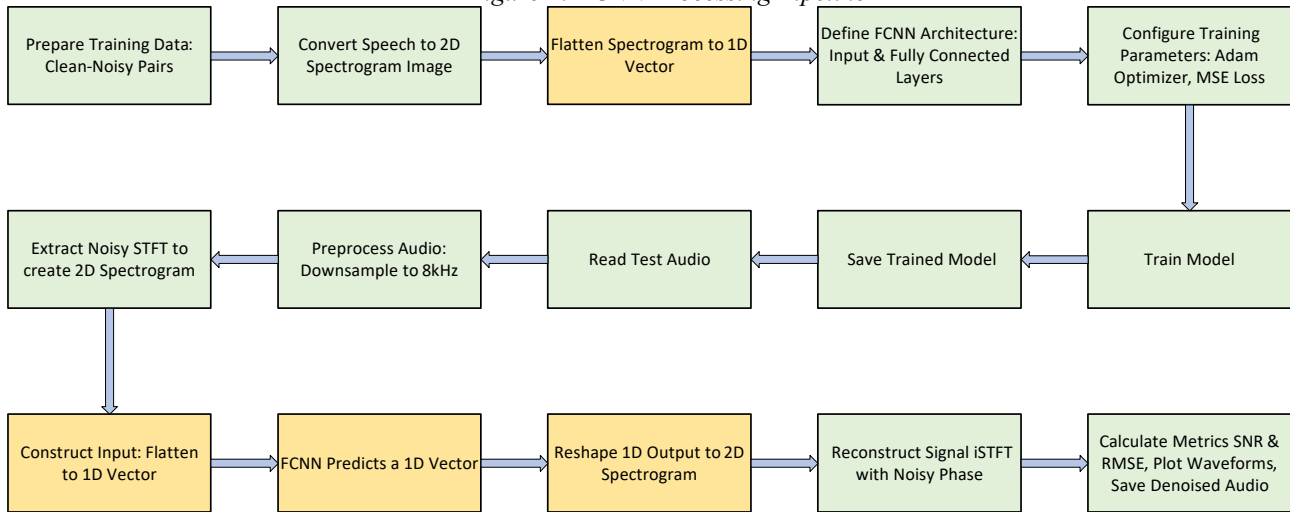 Prepare Training Data:
Clean-Noisy Pairs
Convert Speech to 2D
Spectrogram Image
Flatten Spectrogram to 1D
Vector
Define FCNN Architecture:
Input & Fully Connected
Layers
Configure Training
Parameters: Adam
Optimizer, MSE Loss
Extract Noisy STFT to
create 2D Spectrogram
Preprocess Audio:
Downsample to 8kHz
Read Test Audio
Save Trained Model
Train Model
Construct Input: Flatten
to 1D Vector
FCNN Predicts a 1D Vector
Reshape 1D Output to 2D
Spectrogram
Reconstruct Signal iSTFT
with Noisy Phase
Calculate Metrics SNR &
RMSE, Plot Waveforms,
Save Denoised Audio